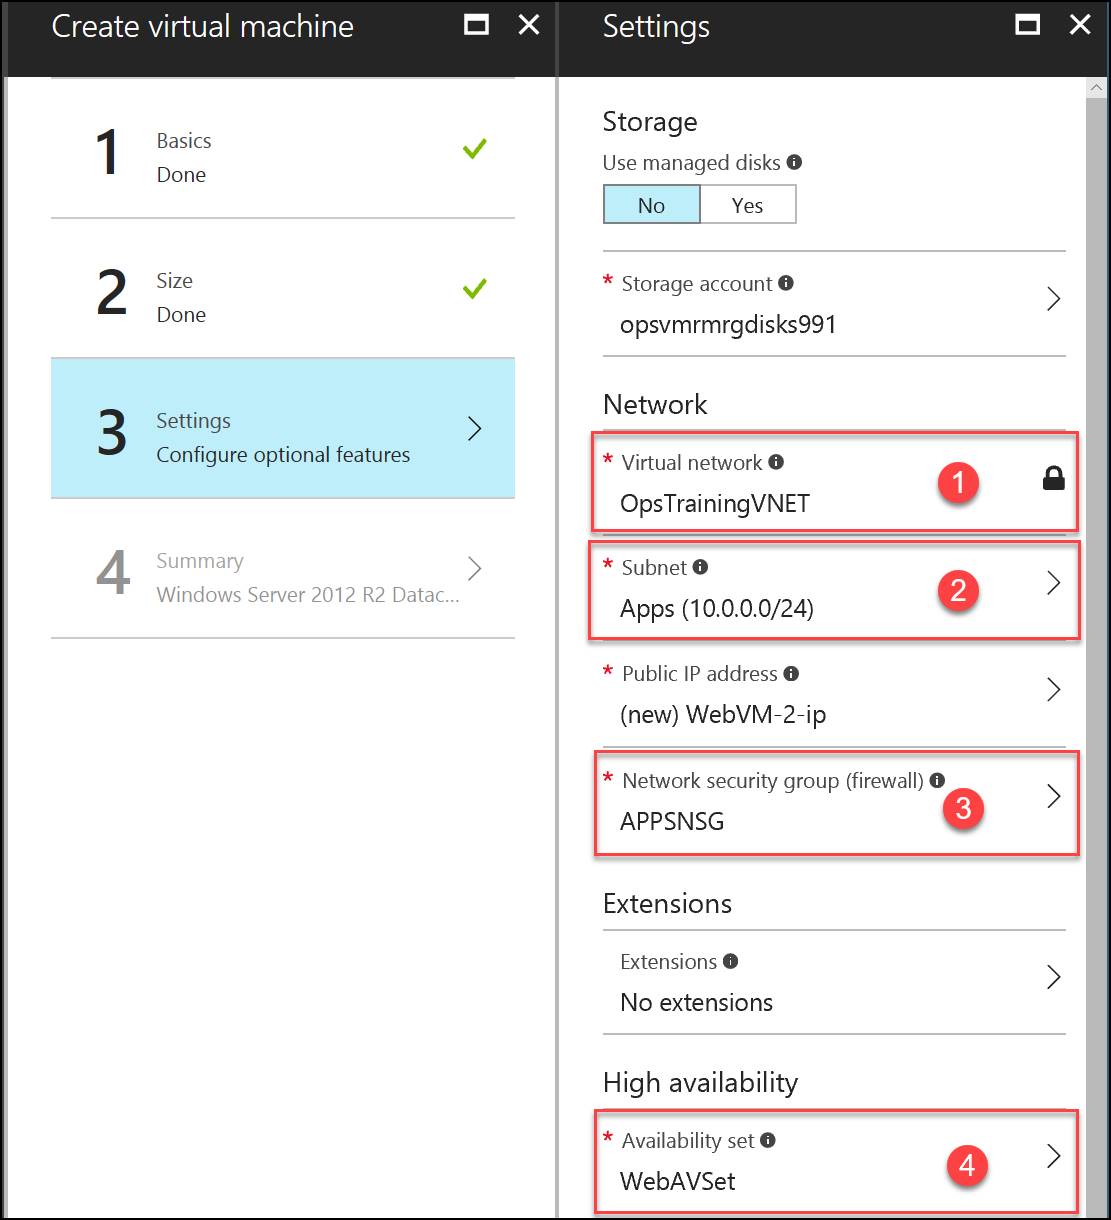 Create virtual machine
1
Basics
Done
2
Size
Done
3
Settings
Configure optional features
4
Summary
Windows Server 2012 R2 Datac...
Settings
Storage
Use managed disks
No Yes
* Storage account
opsvmrmrgdisks991
Network
* Virtual network
OpsTrainingVNET
1
* Subnet
Apps (10.0.0.0/24)
2
* Public IP address
(new) WebVM-2-ip
* Network security group (firewall)
APPSNSG
3
Extensions
Extensions
No extensions
High availability
* Availability set
WebAVSet
4